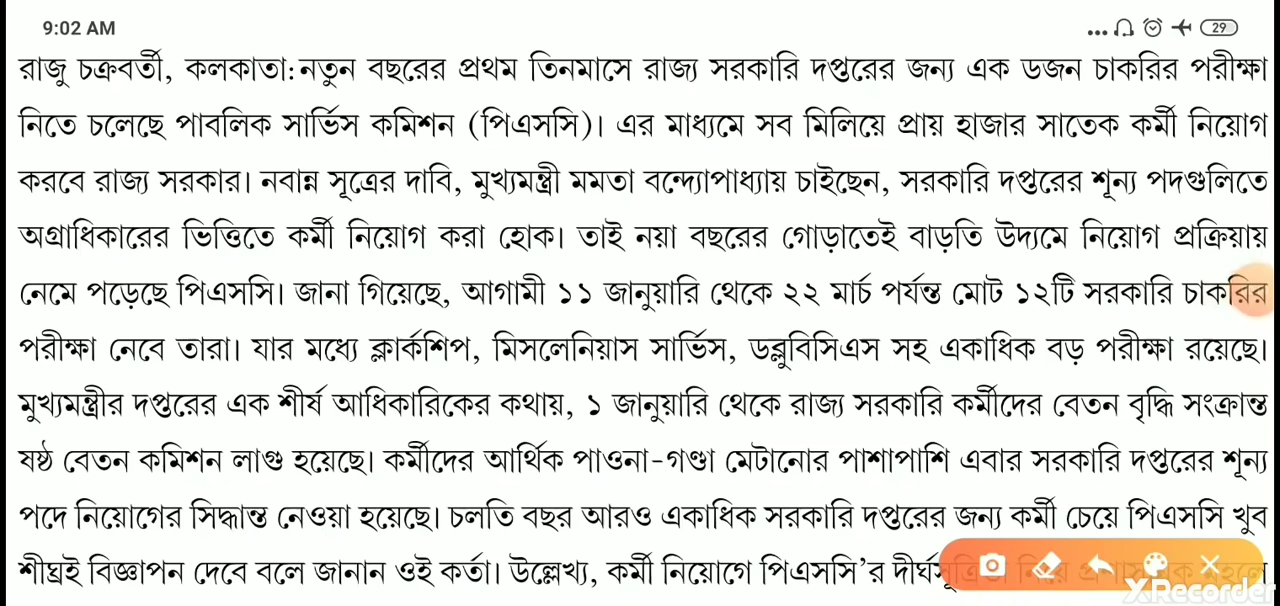 9:02 AM
29
রাজু চক্রবর্তী, কলকাতা:নতুন বছরের প্রথম তিনমাসে রাজ্য সরকারি দপ্তরের জন্য এক ডজন চাকরির পরীক্ষা
নিতে চলেছে পাবলিক সার্ভিস কমিশন (পিএসসি)। এর মাধ্যমে সব মিলিয়ে প্রায় হাজার সাতেক কর্মী নিয়োগ
করবে রাজ্য সরকার। নবান্ন সূত্রের দাবি, মুখ্যমন্ত্রী মমতা বন্দ্যোপাধ্যায় চাইছেন, সরকারি দপ্তরের শূন্য পদগুলিতে
অগ্রাধিকারের ভিত্তিতে কর্মী নিয়োগ করা হোক। তাই নয়া বছরের গোড়াতেই বাড়তি উদ্যমে নিয়োগ প্রক্রিয়ায়
নেমে পড়েছে পিএসসি। জানা গিয়েছে, আগামী ১১ জানুয়ারি থেকে ২২ মার্চ পর্যন্ত মোট ১২টি সরকারি চাকরির
পরীক্ষা নেবে তারা। যার মধ্যে ক্লার্কশিপ, মিসলেনিয়াস সার্ভিস, ডব্লুবিসিএস সহ একাধিক বড় পরীক্ষা রয়েছে।
মুখ্যমন্ত্রীর দপ্তরের এক শীর্ষ আধিকারিকের কথায়, ১ জানুয়ারি থেকে রাজ্য সরকারি কর্মীদের বেতন বৃদ্ধি সংক্রান্ত
ষষ্ঠ বেতন কমিশন লাগু হয়েছে। কর্মীদের আর্থিক পাওনা-গণ্ডা মেটানোর পাশাপাশি এবার সরকারি দপ্তরের শূন্য
পদে নিয়োগের সিদ্ধান্ত নেওয়া হয়েছে। চলতি বছর আরও একাধিক সরকারি দপ্তরের জন্য কর্মী চেয়ে পিএসসি খুব
শীঘ্রই বিজ্ঞাপন দেবে বলে জানান ওই কর্তা। উল্লেখ্য, কর্মী নিয়োগে পিএসসি’র
XRecorder